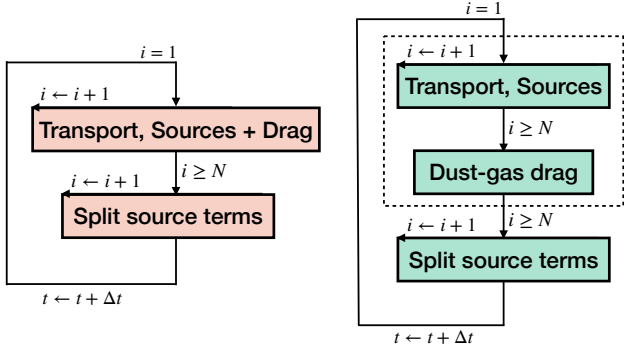 i = 1
i ← i + 1
Transport, Sources + Drag
i ≥ N
i ← i + 1
Split source terms
t ← t + Δt
i = 1
i ← i + 1
Transport, Sources
i ≥ N
Dust-gas drag
i ≥ N
i ← i + 1
Split source terms
t ← t + Δt